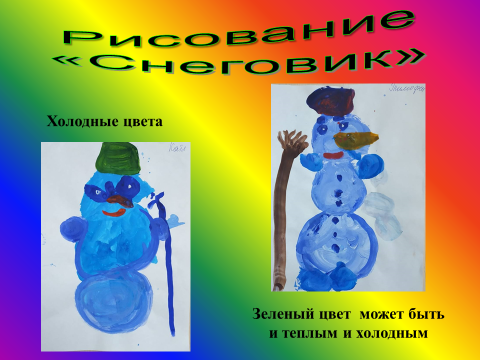 Рисование
«Снеговик»
Холодные цвета
Зеленый цвет может быть
и теплым и холодным